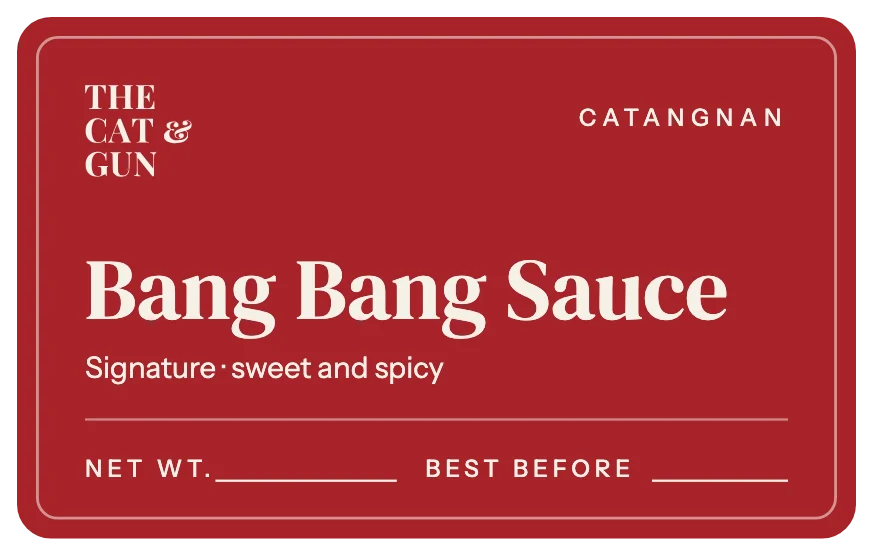 THE
CAT &
GUN
CATANGNAN
Bang Bang Sauce
Signature · sweet and spicy
NET WT.
BEST BEFORE